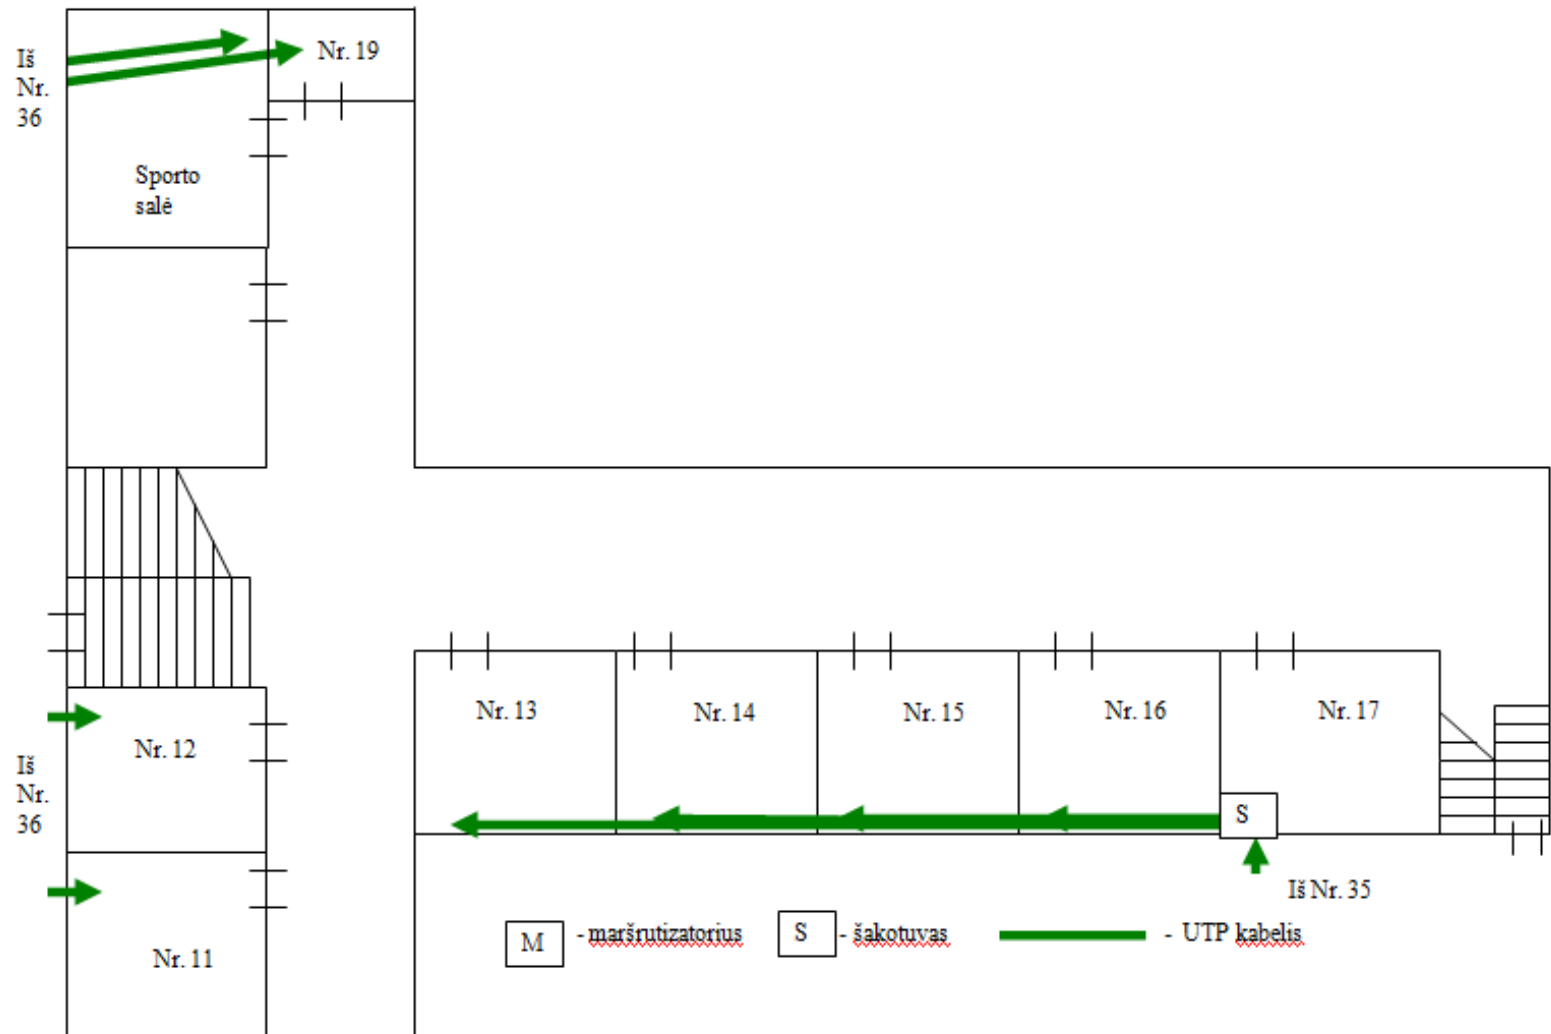 Iš
Nr.
36
Nr. 19
Sporto
salė
Nr. 12
Nr. 13
Nr. 14
Nr. 15
Nr. 16
Nr. 17
Iš
Nr.
36
S
Iš Nr. 35
Nr. 11
M - maršrutizatorius
S - šakotuvas
- UTP kabelis